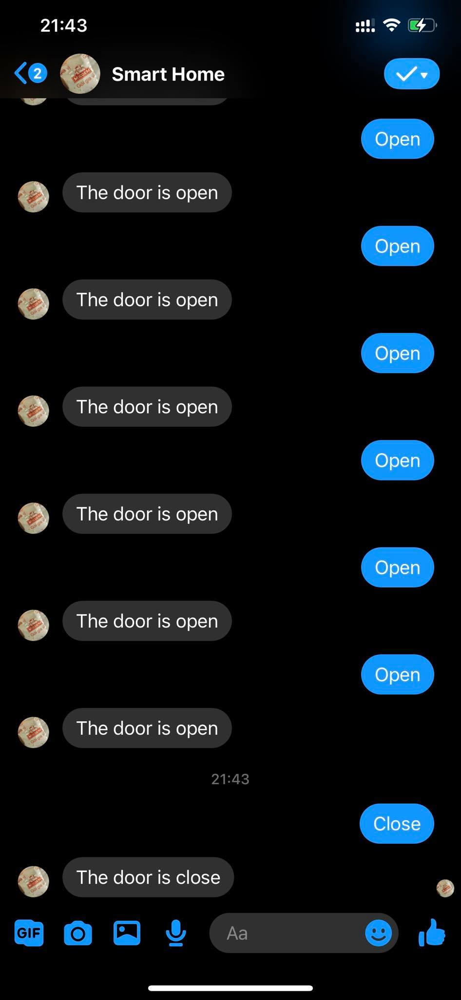 21:43
2
Smart Home
Open
The door is open
Open
The door is open
Open
The door is open
Open
The door is open
Open
The door is open
Open
The door is open
21:43
Close
The door is close
GIF
Aa